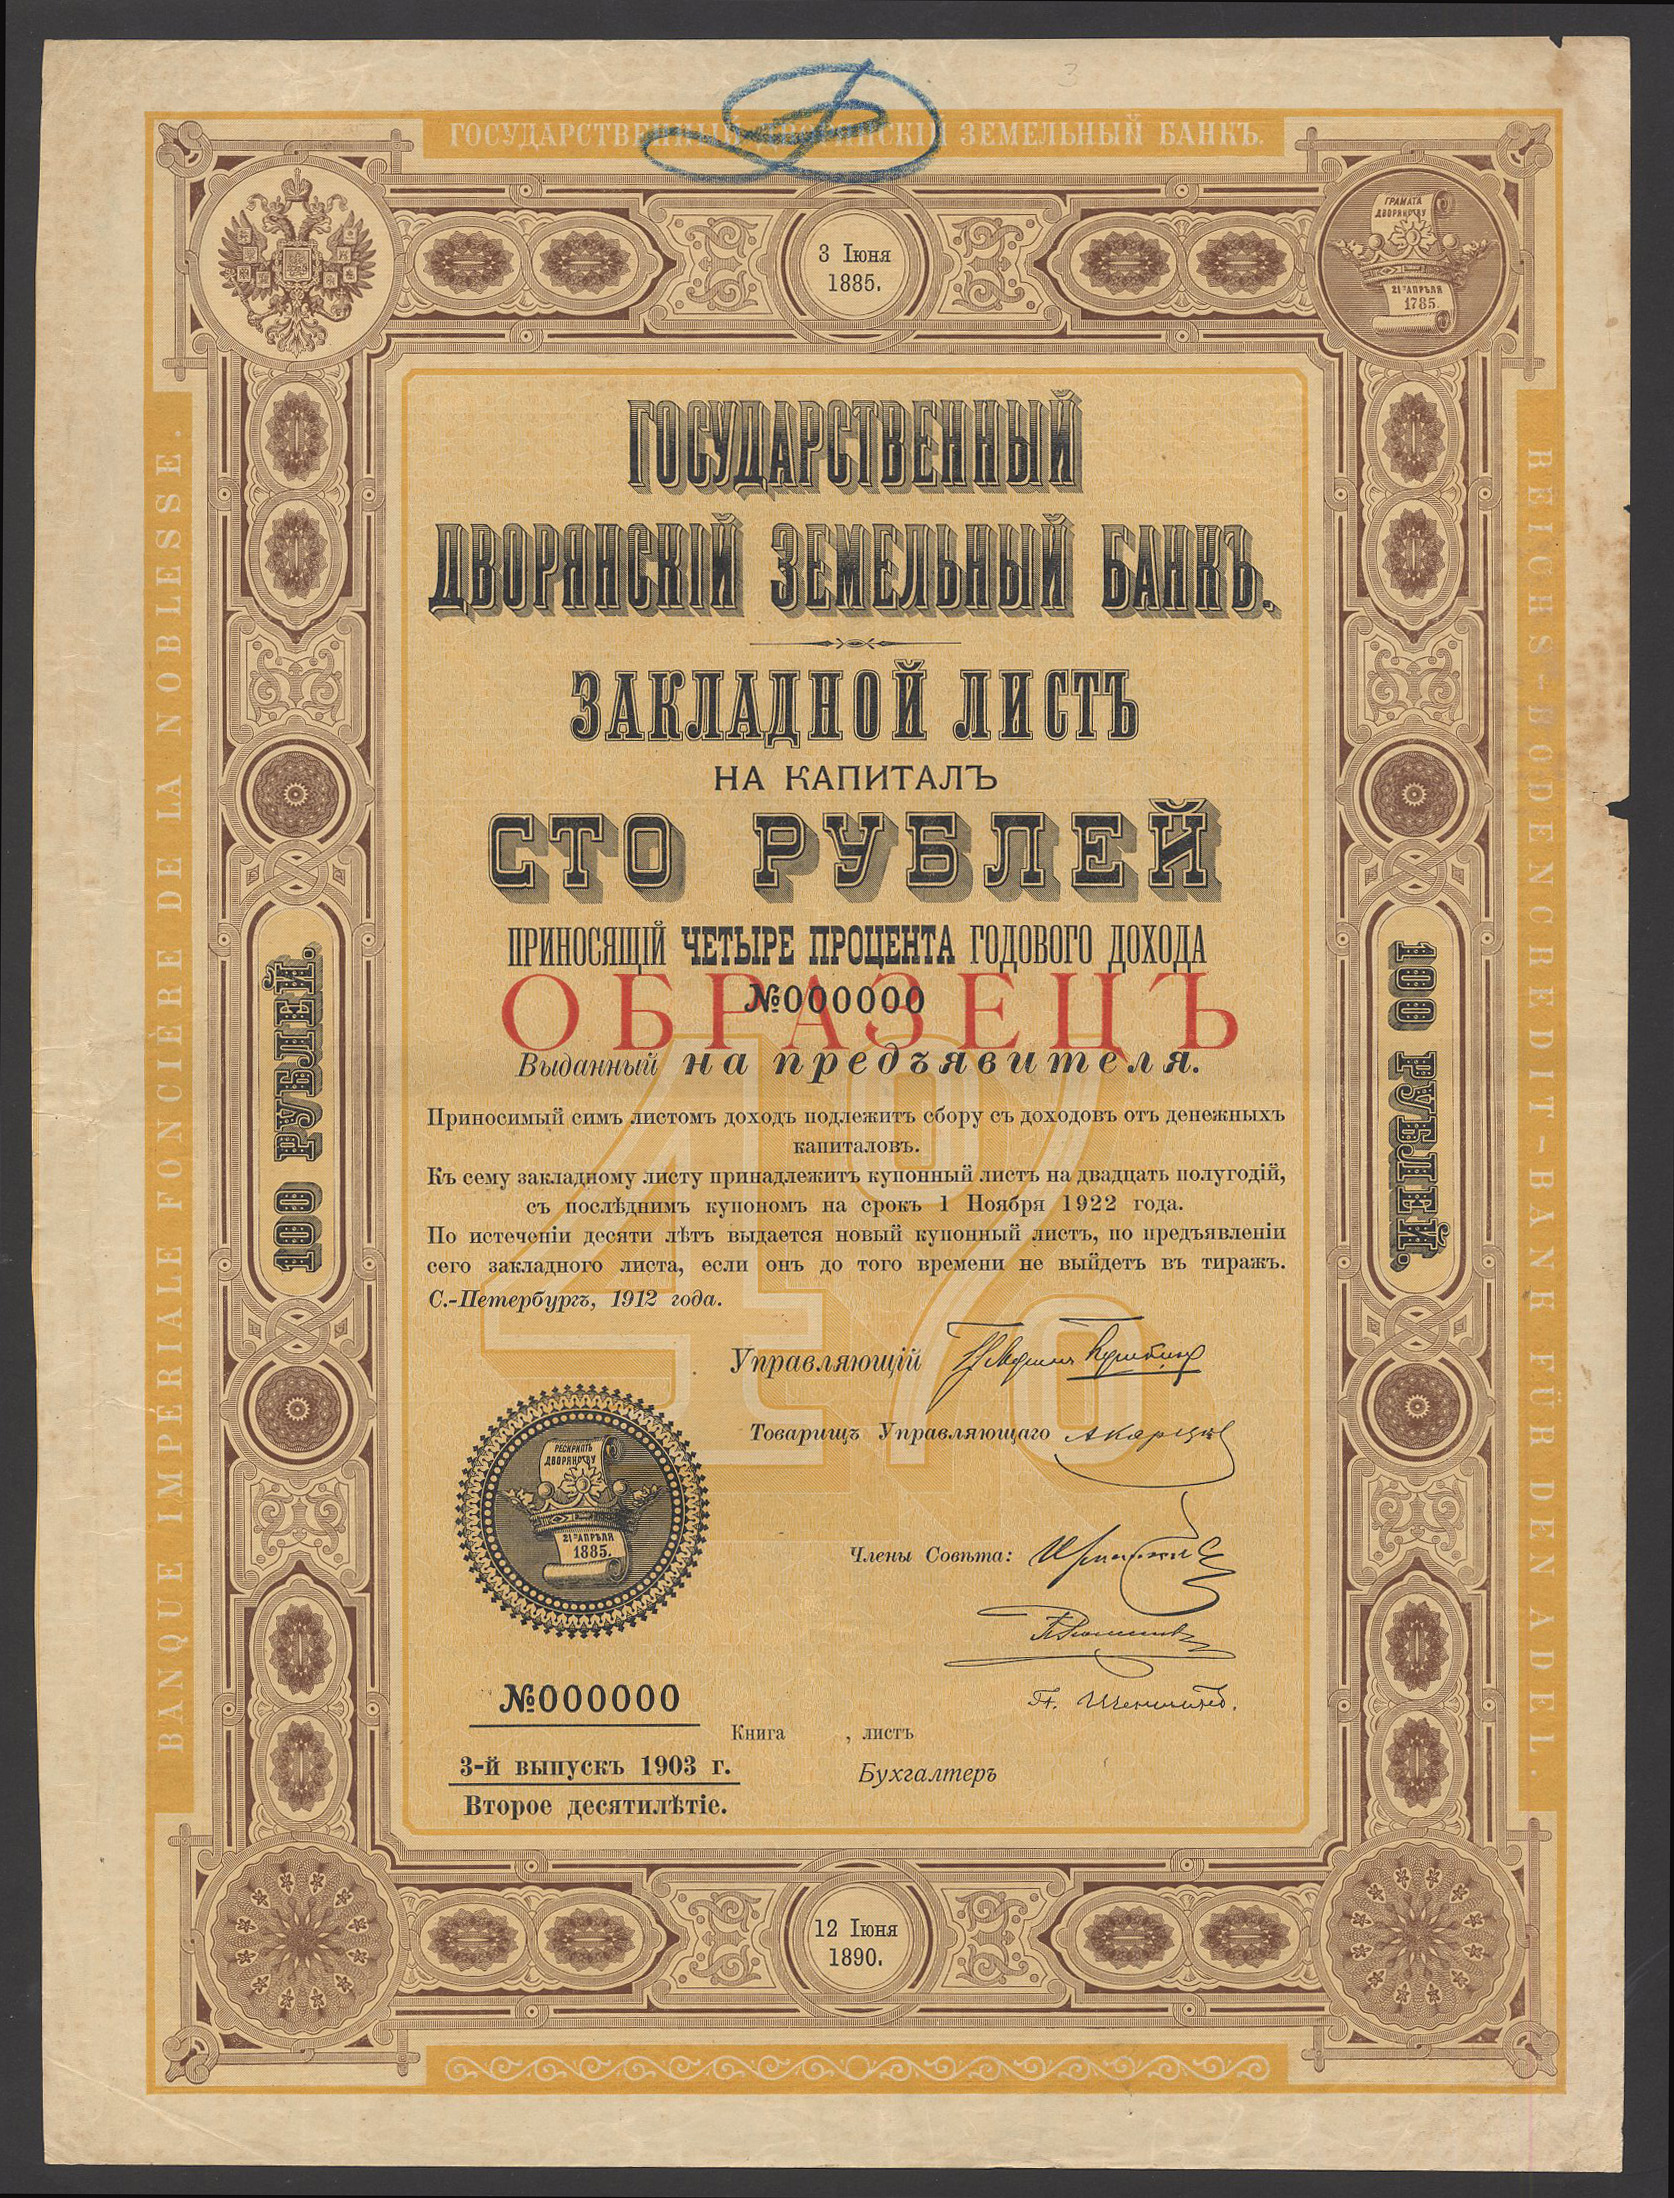 ГОСУДАРСТВЕННЫЙ ДВОРЯНСКІЙ ЗЕМЕЛЬНЫЙ БАНКЪ.
3 Іюня
1885.
ГРАМАТА
ДВОРЯНСТВУ
21ГО АПРѢЛЯ
1785.
BANQUE IMPÉRIALE FONCIÈRE DE LA NOBLESSE.
REICHS-BODENCREDIT-BANK FÜR DEN ADEL.
ГОСУДАРСТВЕННЫЙ
ДВОРЯНСКІЙ ЗЕМЕЛЬНЫЙ БАНКЪ.
ЗАКЛАДНОЙ ЛИСТЪ
НА КАПИТАЛЪ
СТО РУБЛЕЙ
ПРИНОСЯЩІЙ ЧЕТЫРЕ ПРОЦЕНТА ГОДОВОГО ДОХОДА
ОБРАЗЕЦЪ
№000000
Выданный на предъявителя.
100 РУБЛЕЙ.
100 РУБЛЕЙ.
4%
Приносимый симъ листомъ доходъ подлежитъ сбору съ доходовъ отъ денежныхъ
капиталовъ.
Къ сему закладному листу принадлежитъ купонный листъ на двадцать полугодій,
съ послѣднимъ купономъ на срокъ 1 Ноября 1922 года.
По истеченіи десяти лѣтъ выдается новый купонный листъ, по предъявленіи
сего закладного листа, если онъ до того времени не выйдетъ въ тиражъ.
С.-Петербургъ, 1912 года.
Управляющій
Товарищъ Управляющаго
РЕСКРИПТЪ
ДВОРЯНСТВУ
21ГО АПРѢЛЯ
1885.
Члены Совѣта:
№000000
Книга , листъ
3-й выпускъ 1903 г.
Бухгалтеръ
Второе десятилѣтіе.
12 Іюня
1890.